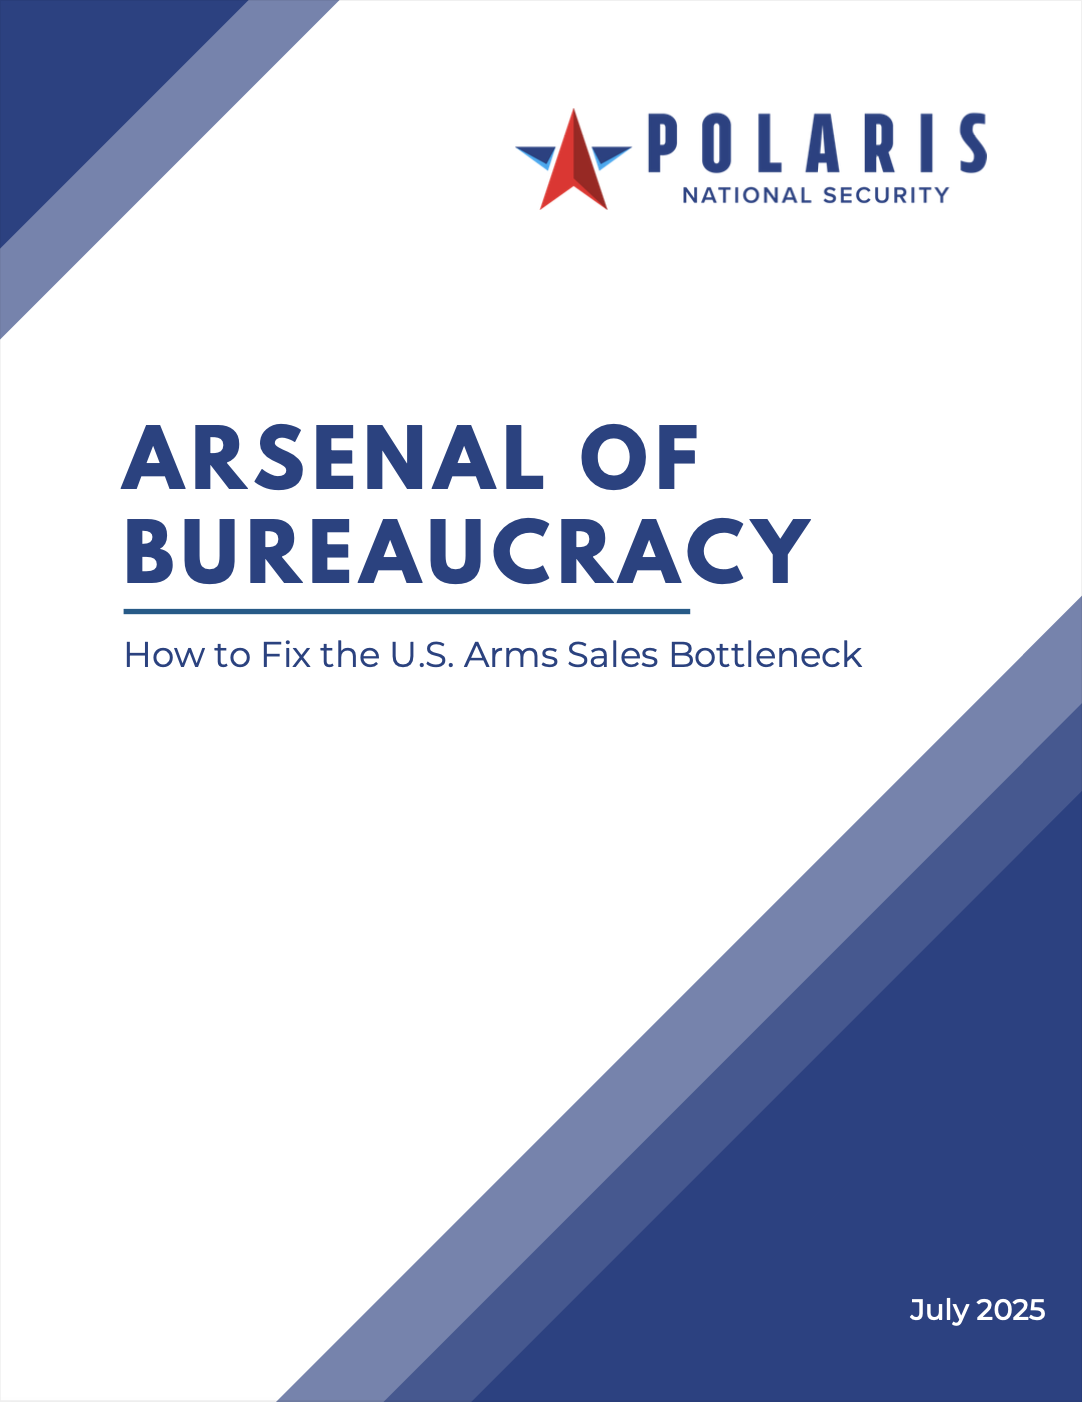 POLARIS
NATIONAL SECURITY
ARSENAL OF
BUREAUCRACY
How to Fix the U.S. Arms Sales Bottleneck
July 2025